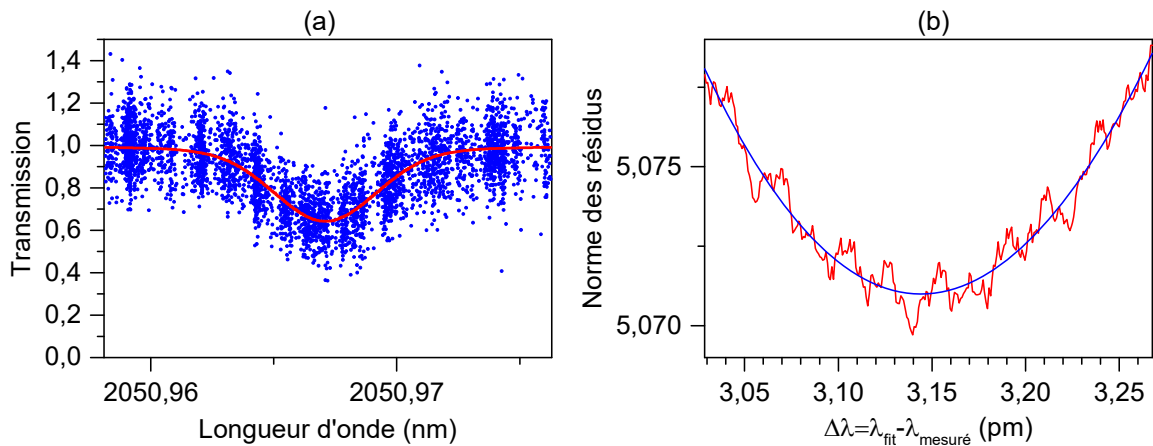 (a)
Transmission
1,4
1,2
1,0
0,8
0,6
0,4
0,2
0,0
2050,96 2050,97
Longueur d'onde (nm)
(b)
Norme des résidus
5,075
5,070
3,05 3,10 3,15 3,20 3,25
Δλ=λfit-λmesuré (pm)